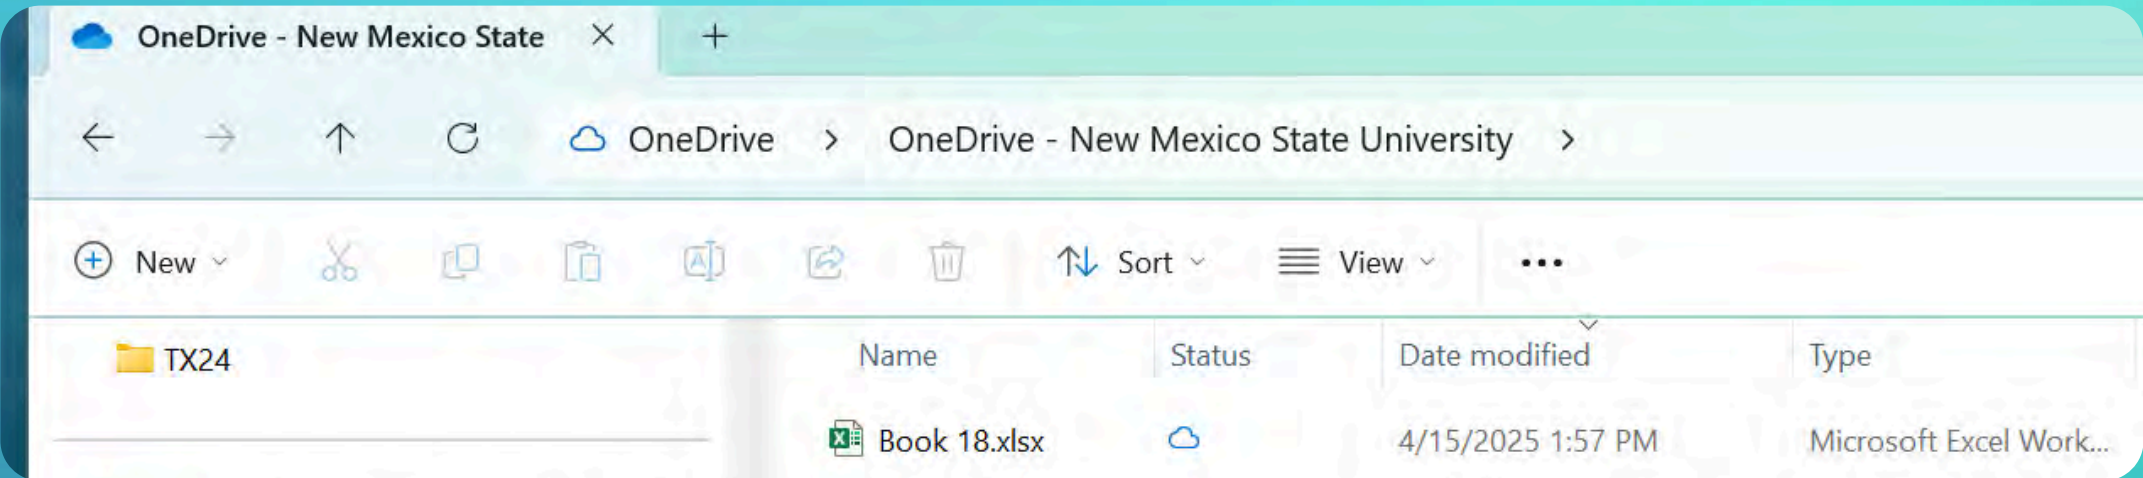 OneDrive - New Mexico State
OneDrive > OneDrive - New Mexico State University >
New Sort View
TX24
Name Status Date modified Type
Book 18.xlsx 4/15/2025 1:57 PM Microsoft Excel Work...